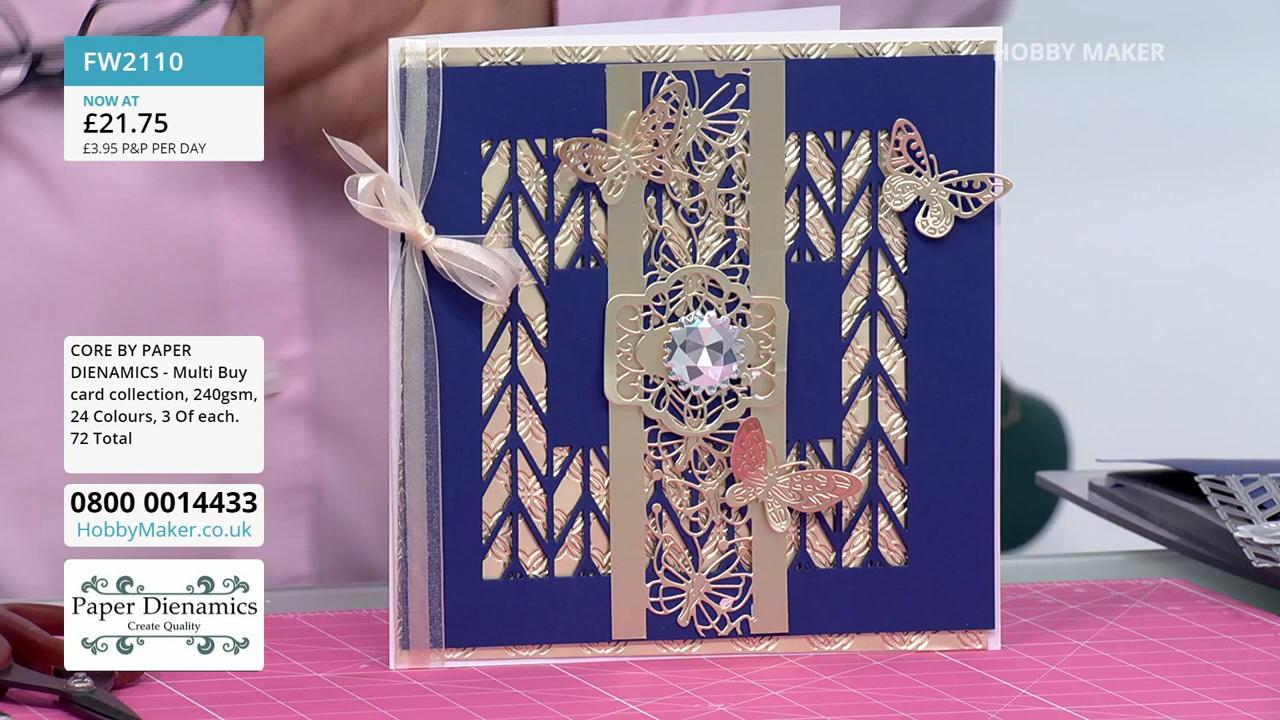 FW2110
NOW AT
£21.75
£3.95 P&P PER DAY
HOBBY MAKER
CORE BY PAPER
DIENAMICS - Multi Buy
card collection, 240gsm,
24 Colours, 3 Of each.
72 Total
0800 0014433
HobbyMaker.co.uk
Paper Dienamics
Create Quality